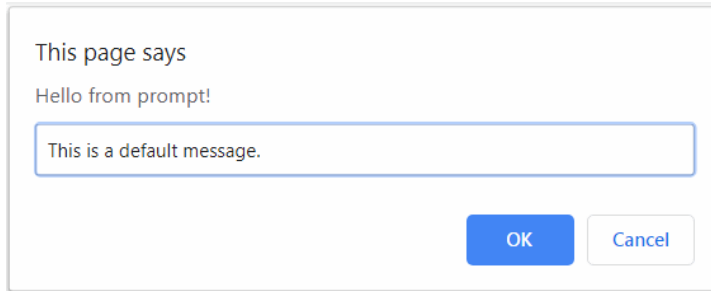 This page says
Hello from prompt!
This is a default message.
OK Cancel